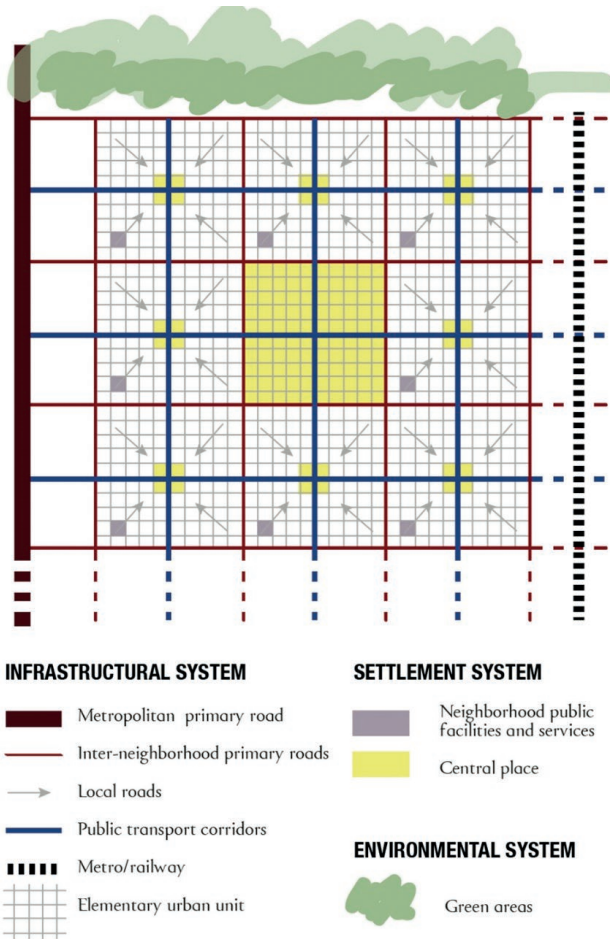 INFRASTRUCTURAL SYSTEM
Metropolitan primary road
Inter-neighborhood primary roads
Local roads
Public transport corridors
Metro/railway
Elementary urban unit
SETTLEMENT SYSTEM
Neighborhood public
facilities and services
Central place
ENVIRONMENTAL SYSTEM
Green areas